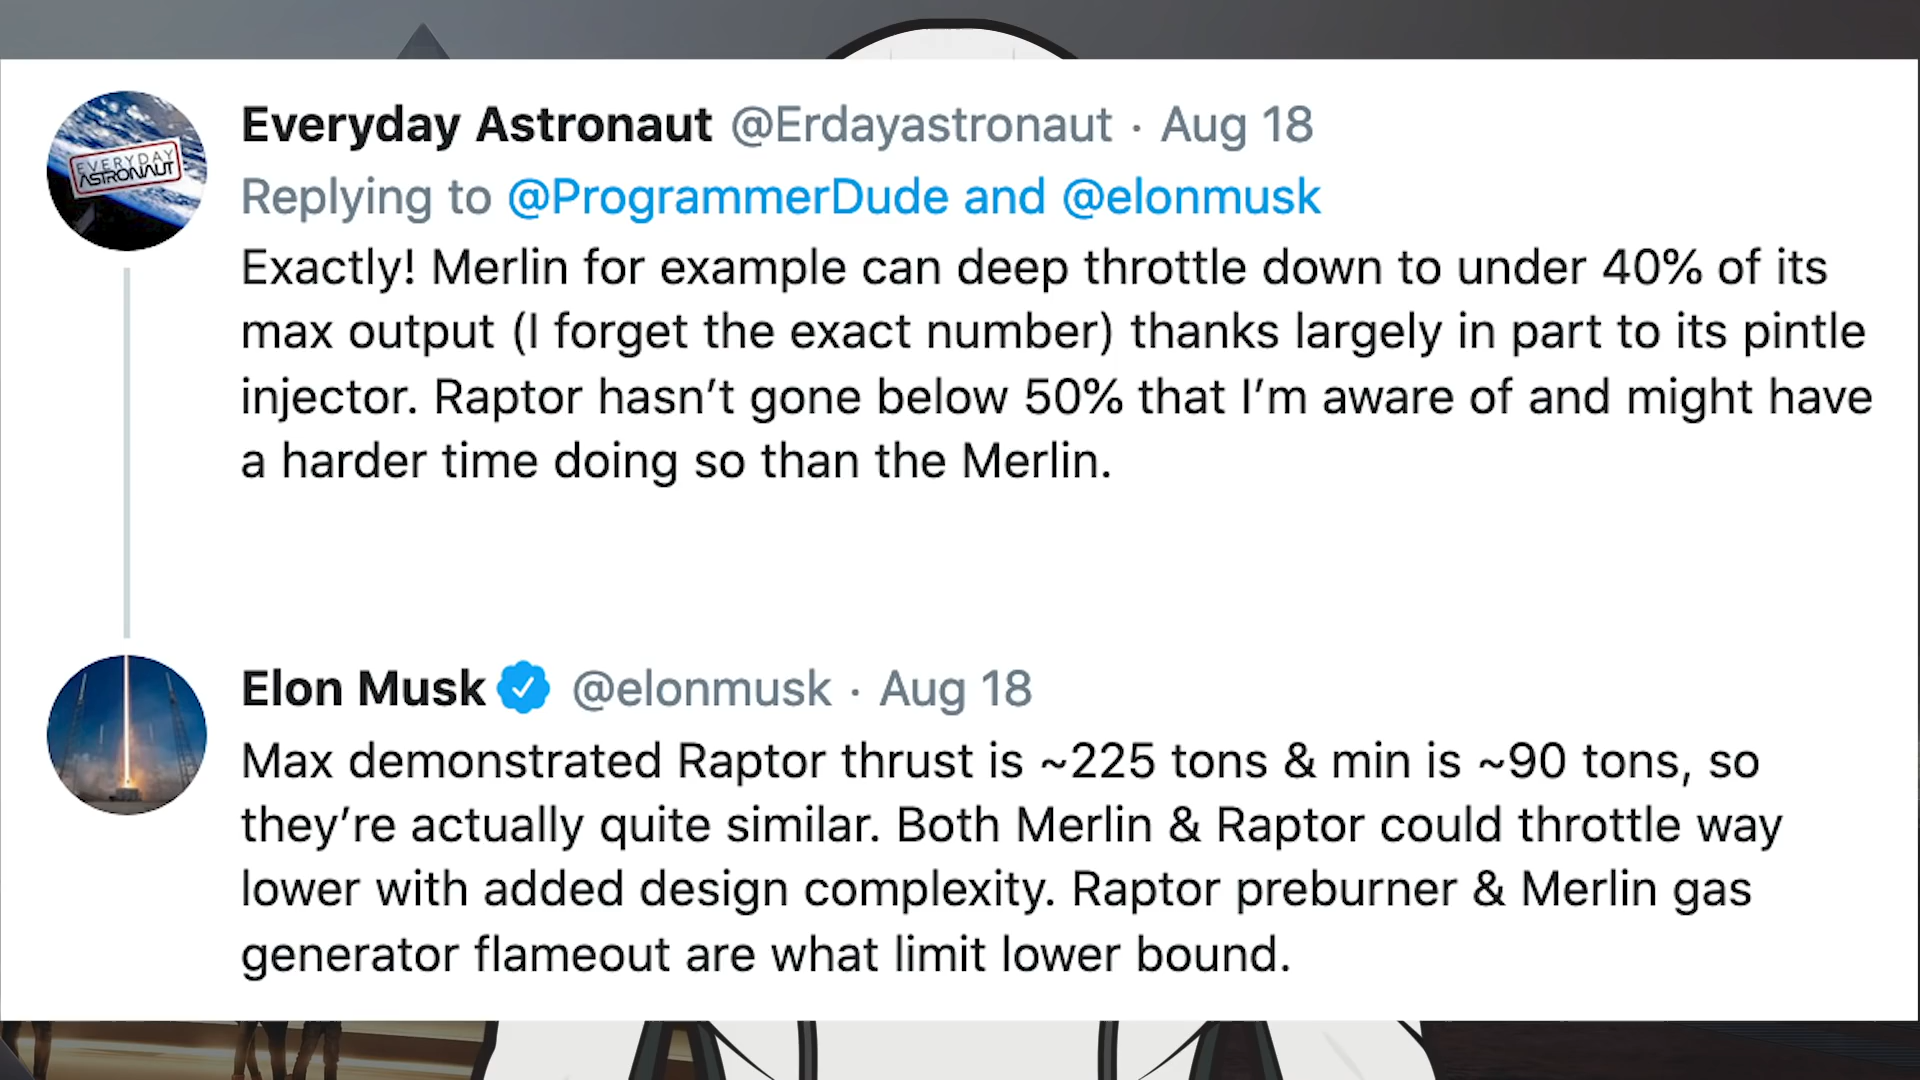 Everyday Astronaut @Erdayastronaut · Aug 18
EVERYDAY
ASTRONAUT
Replying to @ProgrammerDude and @elonmusk
Exactly! Merlin for example can deep throttle down to under 40% of its
max output (I forget the exact number) thanks largely in part to its pintle
injector. Raptor hasn’t gone below 50% that I’m aware of and might have
a harder time doing so than the Merlin.
Elon Musk @elonmusk · Aug 18
Max demonstrated Raptor thrust is ~225 tons & min is ~90 tons, so
they’re actually quite similar. Both Merlin & Raptor could throttle way
lower with added design complexity. Raptor preburner & Merlin gas
generator flameout are what limit lower bound.